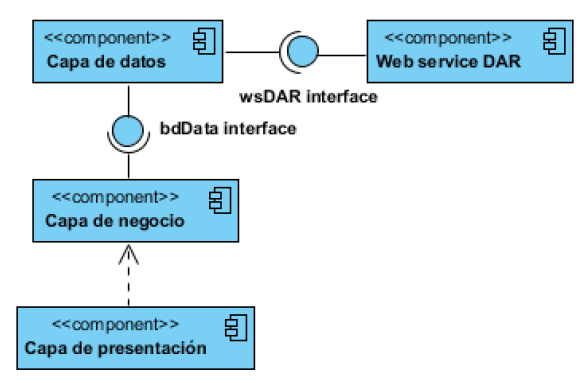 <<component>>
Capa de datos
<<component>>
Web service DAR
wsDAR interface
bdData interface
<<component>>
Capa de negocio
<<component>>
Capa de presentación